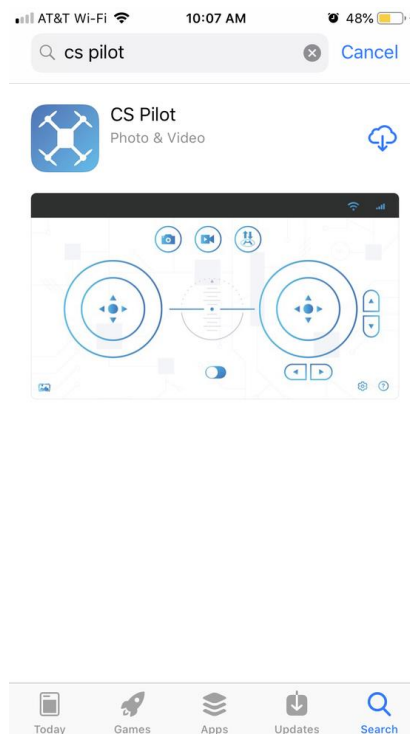 AT&T Wi-Fi 10:07 AM 48%
cs pilot Cancel
CS Pilot
Photo & Video
?
Today Games Apps Updates Search